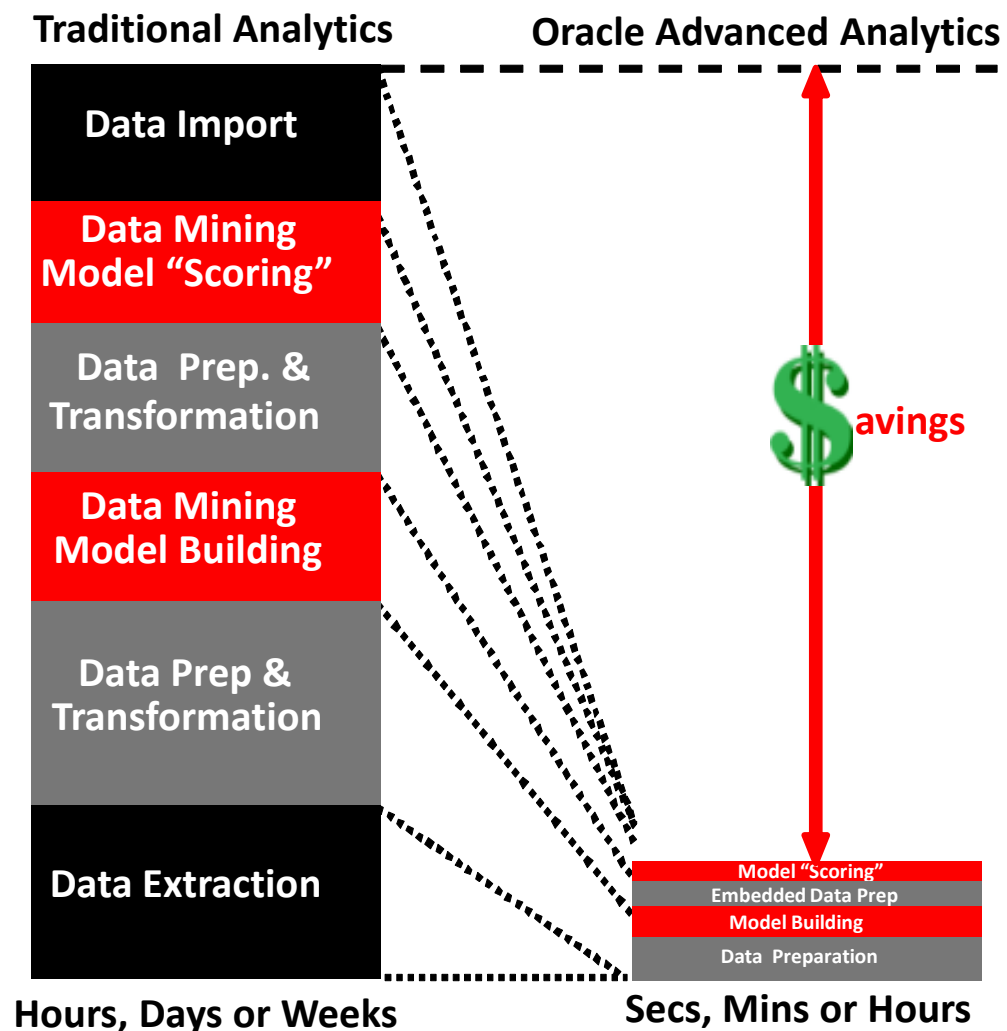 Traditional Analytics
Data Import
Data Mining
Model “Scoring”
Data Prep. &
Transformation
Data Mining
Model Building
Data Prep &
Transformation
Data Extraction
Hours, Days or Weeks
Oracle Advanced Analytics
$avings
Model “Scoring”
Embedded Data Prep
Model Building
Data Preparation
Secs, Mins or Hours